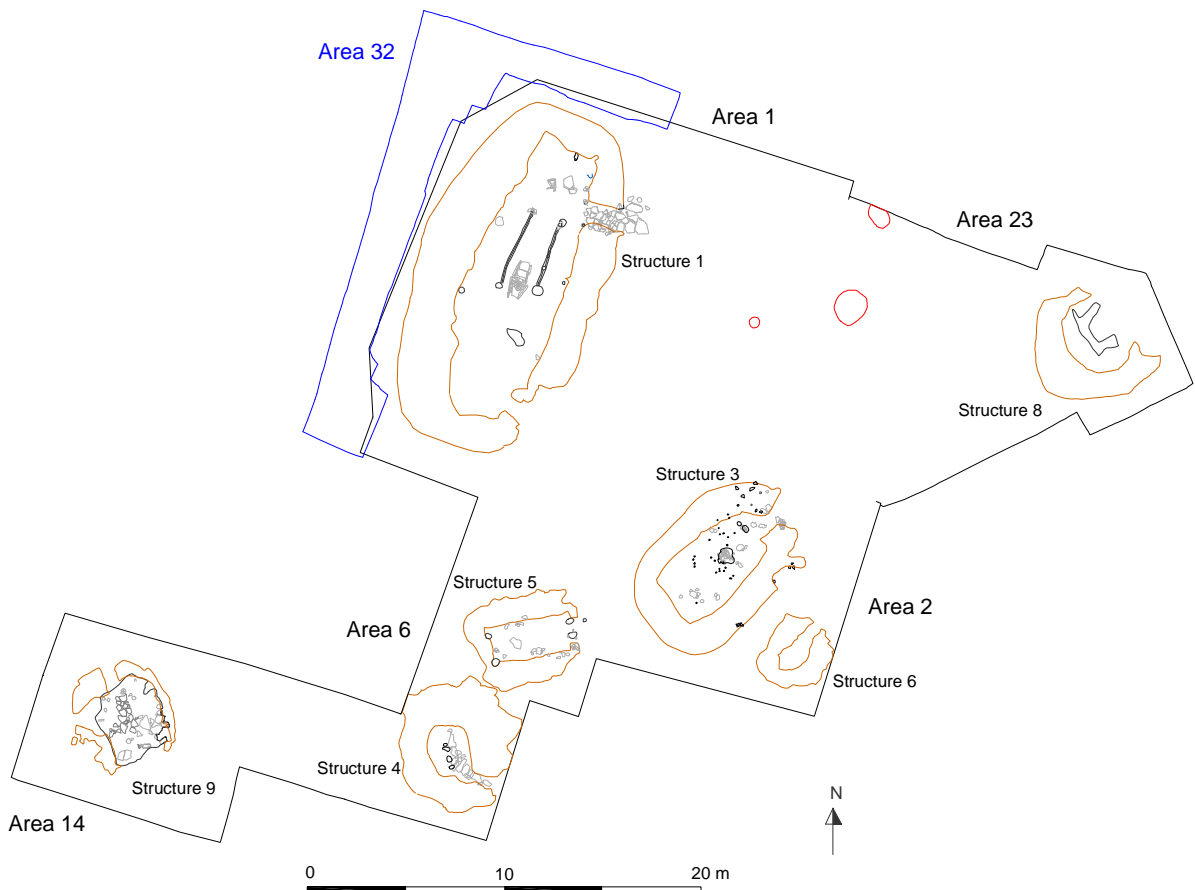 Area 32
Area 1
Area 23
Structure 1
Structure 8
Structure 3
Structure 5
Area 2
Area 6
Structure 6
Structure 4
Structure 9
N
Area 14
0 10 20 m